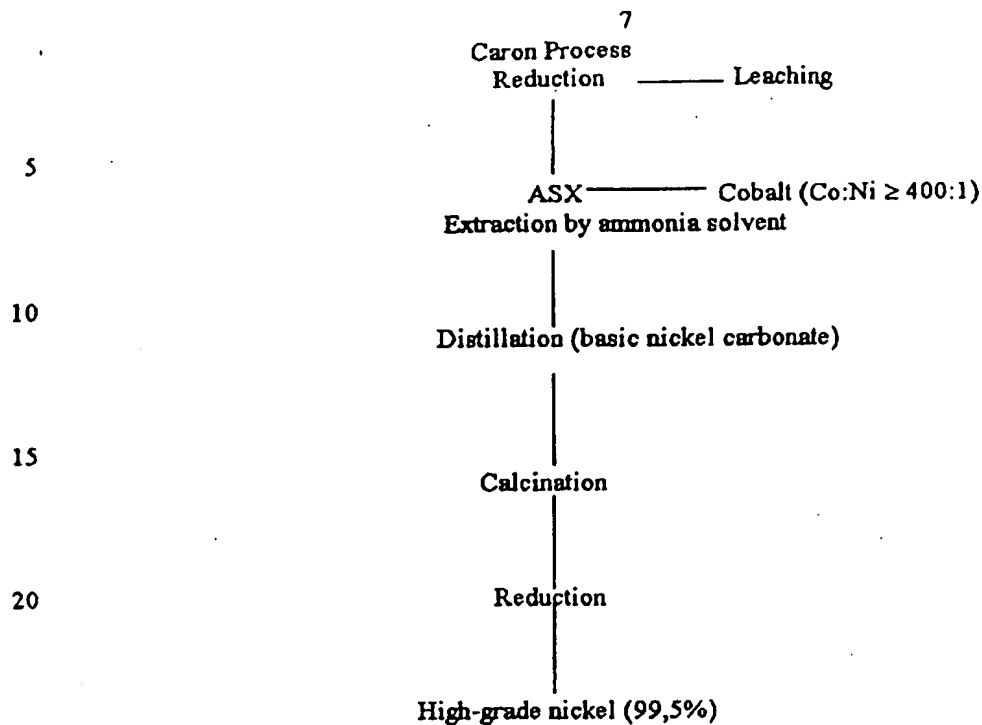 7
Caron Process
Reduction Leaching
5
ASX Cobalt (Co:Ni ≥ 400:1)
Extraction by ammonia solvent
10
Distillation (basic nickel carbonate)
15
Calcination
20
Reduction
High-grade nickel (99,5%)